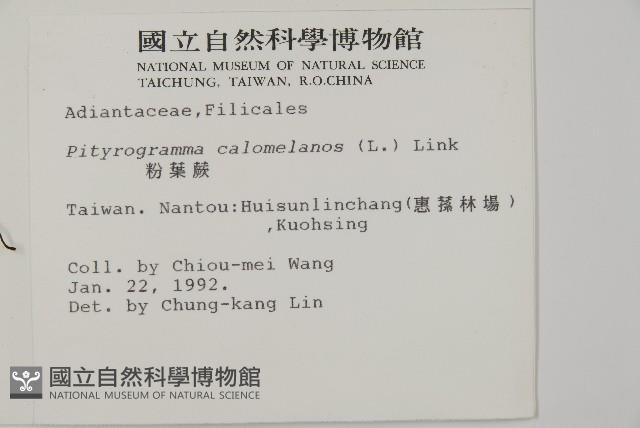 國立自然科學博物館
NATIONAL MUSEUM OF NATURAL SCIENCE
TAICHUNG, TAIWAN, R.O.CHINA
Adiantaceae,Filicales
Pityrogramma calomelanos (L.) Link
粉葉蕨
Taiwan. Nantou:Huisunlinchang(惠蓀林場)
,Kuohsing
Coll. by Chiou-mei Wang
Jan. 22, 1992.
Det. by Chung-kang Lin
國立自然科學博物館
NATIONAL MUSEUM OF NATURAL SCIENCE